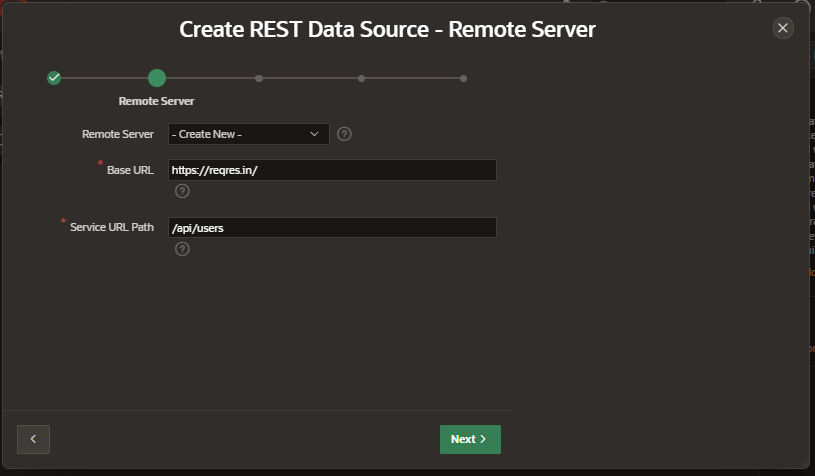 Create REST Data Source - Remote Server
Remote Server
Remote Server
- Create New -
* Base URL
https://reqres.in/
* Service URL Path
/api/users
Next